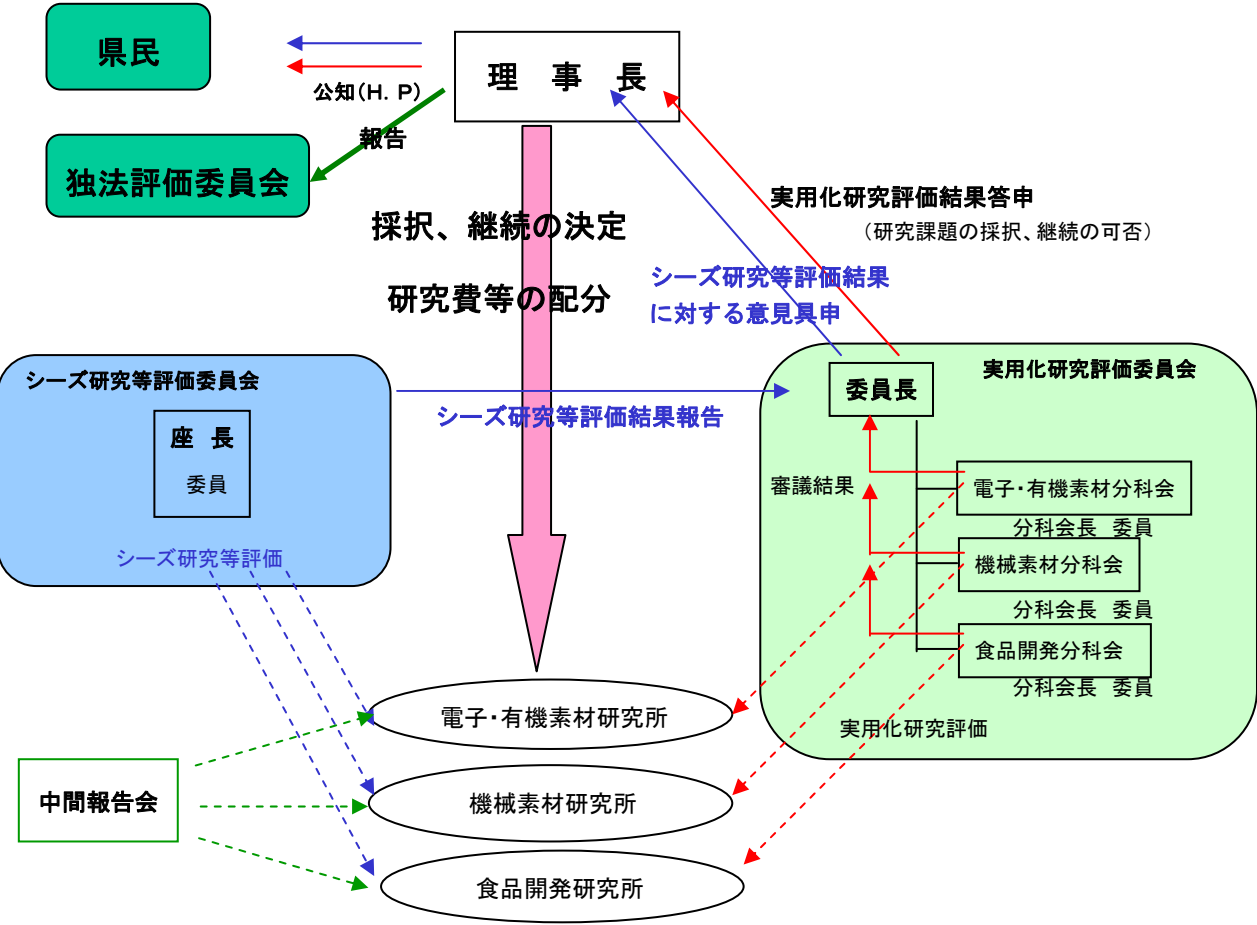 県民
理　事　長
公知（H．P）
報告
独法評価委員会
採択、継続の決定
研究費等の配分
実用化研究評価結果答申
（研究課題の採択、継続の可否）
シーズ研究等評価結果
に対する意見具申
シーズ研究等評価委員会
座　長
委員
シーズ研究等評価
シーズ研究等評価結果報告
実用化研究評価委員会
委員長
審議結果
電子・有機素材分科会
分科会長　委員
機械素材分科会
分科会長　委員
食品開発分科会
分科会長　委員
実用化研究評価
電子・有機素材研究所
中間報告会
機械素材研究所
食品開発研究所